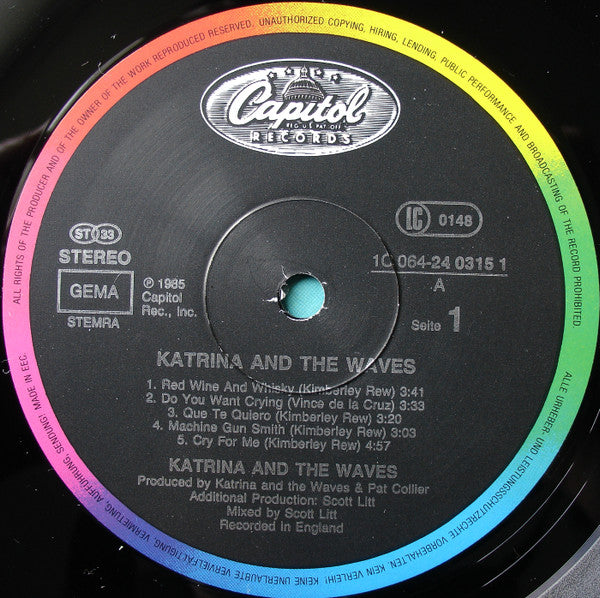 ALL RIGHTS OF THE PRODUCER AND OF THE OWNER OF THE WORK REPRODUCED RESERVED. UNAUTHORIZED COPYING, HIRING, LENDING, PUBLIC PERFORMANCE AND BROADCASTING OF THE RECORD PROHIBITED.
Capitol
REG U.S. PAT. OFF.
RECORDS
ST 33
STEREO
GEMA
STEMRA
℗ 1985
Capitol
Rec., Inc.
LC 0148
1C 064-24 0315 1
A
Seite 1
KATRINA AND THE WAVES
1. Red Wine And Whisky (Kimberley Rew) 3:41
2. Do You Want Crying (Vince de la Cruz) 3:33
3. Que Te Quiero (Kimberley Rew) 3:20
4. Machine Gun Smith (Kimberley Rew) 3:03
5. Cry For Me (Kimberley Rew) 4:57
KATRINA AND THE WAVES
Produced by Katrina and the Waves & Pat Collier
Additional Production: Scott Litt
Mixed by Scott Litt
Recorded in England
ALLE URHEBER- UND LEISTUNGSSCHUTZRECHTE VORBEHALTEN. KEIN VERLEIH! KEINE UNERLAUBTE VERVIELFÄLTIGUNG, VERMIETUNG, AUFFÜHRUNG, SENDUNG! MADE IN EEC.